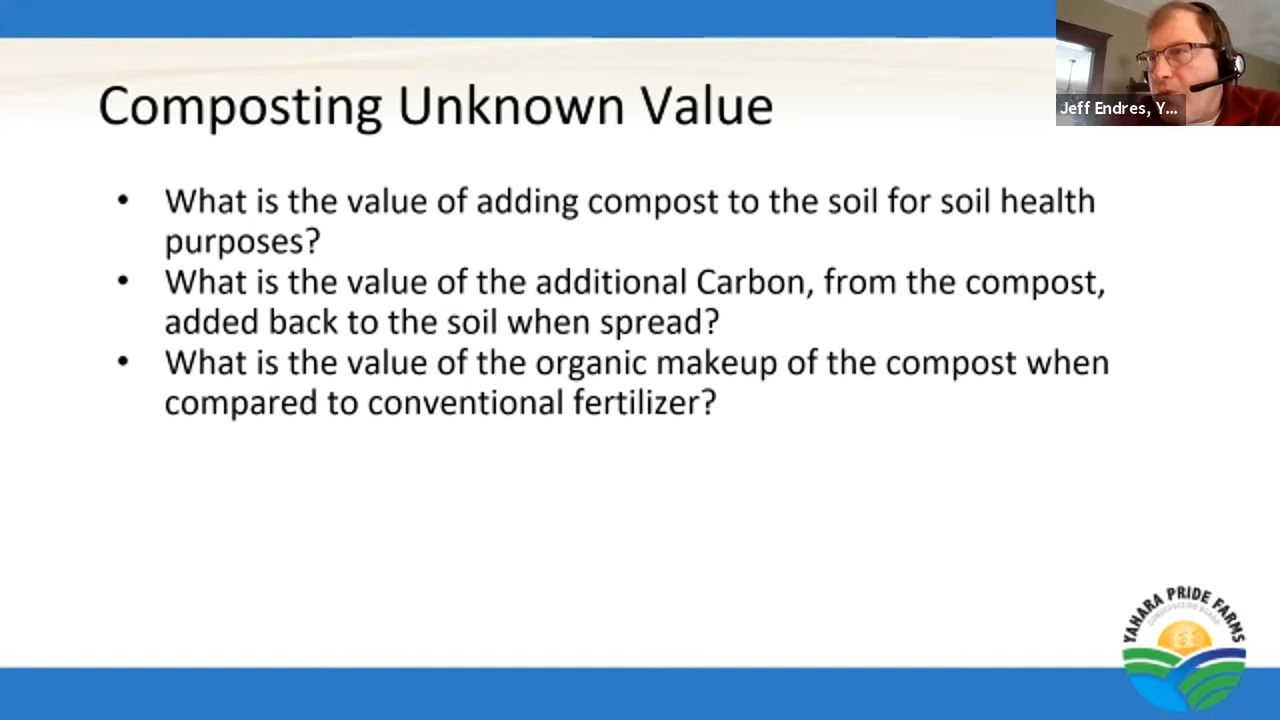 Composting Unknown Value
Jeff Endres, Y...
• What is the value of adding compost to the soil for soil health
purposes?
• What is the value of the additional Carbon, from the compost,
added back to the soil when spread?
• What is the value of the organic makeup of the compost when
compared to conventional fertilizer?
YAHARA PRIDE FARMS